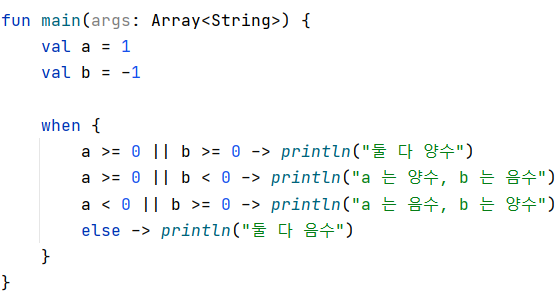 fun main(args: Array<String>) {
    val a = 1
    val b = -1
    when {
        a >= 0 || b >= 0 -> println("둘 다 양수")
        a >= 0 || b < 0 -> println("a 는 양수, b 는 음수")
        a < 0 || b >= 0 -> println("a 는 음수, b 는 양수")
        else -> println("둘 다 음수")
    }
}